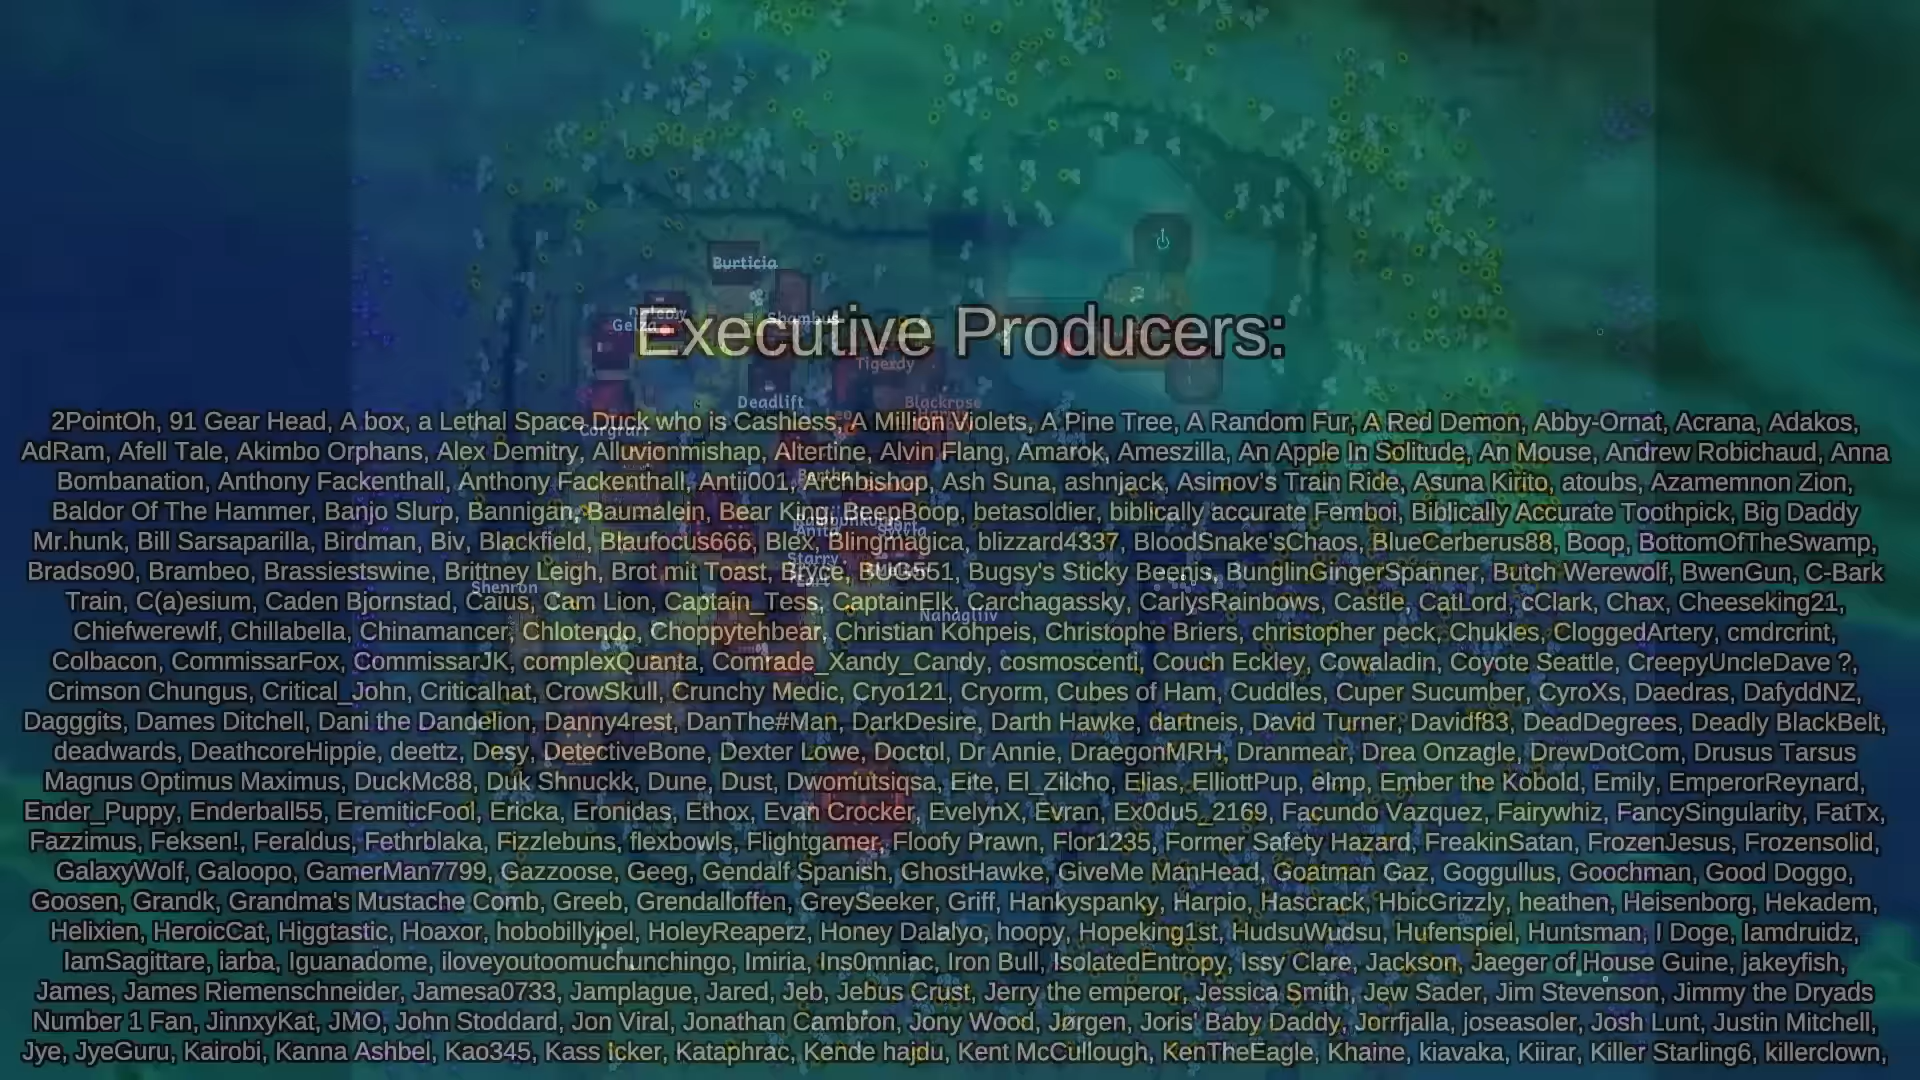 Burticia
Shambus
Gelza
Executive Producers:
Tigerdy
Deadlift
Blackrose
2PointOh, 91 Gear Head, A box, a Lethal Space Duck who is Cashless, A Million Violets, A Pine Tree, A Random Fur, A Red Demon, Abby-Ornat, Acrana, Adakos,
AdRam, Afell Tale, Akimbo Orphans, Alex Demitry, Alluvionmishap, Altertine, Alvin Flang, Amarok, Ameszilla, An Apple In Solitude, An Mouse, Andrew Robichaud, Anna
Bombanation, Anthony Fackenthall, Anthony Fackenthall, Antij001, Archbishop, Ash Suna, ashnjack, Asimov's Train Ride, Asuna Kirito, atoubs, Azamemnon Zion,
Baldor Of The Hammer, Banjo Slurp, Bannigan, Baumalein, Bear King, BeepBoop, betasoldier, biblically accurate Femboi, Biblically Accurate Toothpick, Big Daddy
Mr.hunk, Bill Sarsaparilla, Birdman, Biv, Blackfield, Blaufocus666, Blex, Blingmagica, blizzard4337, BloodSnake'sChaos, BlueCerberus88, Boop, BottomOfTheSwamp,
Starry
Bradso90, Brambeo, Brassiestswine, Brittney Leigh, Brot mit Toast, Bryce, BuG551, Bugsy's Sticky Beenis, BunglinGingerSpanner, Butch Werewolf, BwenGun, C-Bark
Shenron
Train, C(a)esium, Caden Bjornstad, Caius, Cam Lion, Captain_Tess, CaptainElk, Carchagassky, CarlysRainbows, Castle, CatLord, cClark, Chax, Cheeseking21,
Nahagliiv
Chiefwerewlf, Chillabella, Chinamancer, Chlotendo, Choppytehbear, Christian Kohpeis, Christophe Briers, christopher peck, Chukles, CloggedArtery, cmdrcrint,
Colbacon, CommissarFox, CommissarJK, complexQuanta, Comrade_Xandy_Candy, cosmoscenti, Couch Eckley, Cowaladin, Coyote Seattle, CreepyUncleDave ?,
Crimson Chungus, Critical_John, Criticalhat, CrowSkull, Crunchy Medic, Cryo121, Cryorm, Cubes of Ham, Cuddles, Cuper Sucumber, CyroXs, Daedras, DafyddNZ,
Dagggits, Dames Ditchell, Dani the Dandelion, Danny4rest, DanThe#Man, DarkDesire, Darth Hawke, dartneis, David Turner, Davidf83, DeadDegrees, Deadly BlackBelt,
deadwards, DeathcoreHippie, deettz, Desy, DetectiveBone, Dexter Lowe, Doctol, Dr Annie, DraegonMRH, Dranmear, Drea Onzagle, DrewDotCom, Drusus Tarsus
Magnus Optimus Maximus, DuckMc88, Duk Shnuckk, Dune, Dust, Dwomutsiqsa, Eite, El_Zilcho, Elias, ElliottPup, elmp, Ember the Kobold, Emily, EmperorReynard,
Ender_Puppy, Enderball55, EremiticFool, Ericka, Eronidas, Ethox, Evan Crocker, EvelynX, Evran, Ex0du5_2169, Facundo Vazquez, Fairywhiz, FancySingularity, FatTx,
Fazzimus, Feksen!, Feraldus, Fethrblaka, Fizzlebuns, flexbowls, Flightgamer, Floofy Prawn, Flor1235, Former Safety Hazard, FreakinSatan, FrozenJesus, Frozensolid,
GalaxyWolf, Galoopo, GamerMan7799, Gazzoose, Geeg, Gendalf Spanish, GhostHawke, GiveMe ManHead, Goatman Gaz, Goggullus, Goochman, Good Doggo,
Goosen, Grandk, Grandma's Mustache Comb, Greeb, Grendalloffen, GreySeeker, Griff, Hankyspanky, Harpio, Hascrack, HbicGrizzly, heathen, Heisenborg, Hekadem,
Helixien, HeroicCat, Higgtastic, Hoaxor, hobobillyjoel, HoleyReaperz, Honey Dalalyo, hoopy, Hopeking1st, HudsuWudsu, Hufenspiel, Huntsman, I Doge, Iamdruidz,
IamSagittare, iarba, Iguanadome, iloveyoutoomuchunchingo, Imiria, Ins0mniac, Iron Bull, IsolatedEntropy, Issy Clare, Jackson, Jaeger of House Guine, jakeyfish,
James, James Riemenschneider, Jamesa0733, Jamplague, Jared, Jeb, Jebus Crust, Jerry the emperor, Jessica Smith, Jew Sader, Jim Stevenson, Jimmy the Dryads
Number 1 Fan, JinnxyKat, JMO, John Stoddard, Jon Viral, Jonathan Cambron, Jony Wood, Jørgen, Joris' Baby Daddy, Jorrfjalla, joseasoler, Josh Lunt, Justin Mitchell,
Jye, JyeGuru, Kairobi, Kanna Ashbel, Kao345, Kass Icker, Kataphrac, Kende hajdu, Kent McCullough, KenTheEagle, Khaine, kiavaka, Kiirar, Killer Starling6, killerclown,